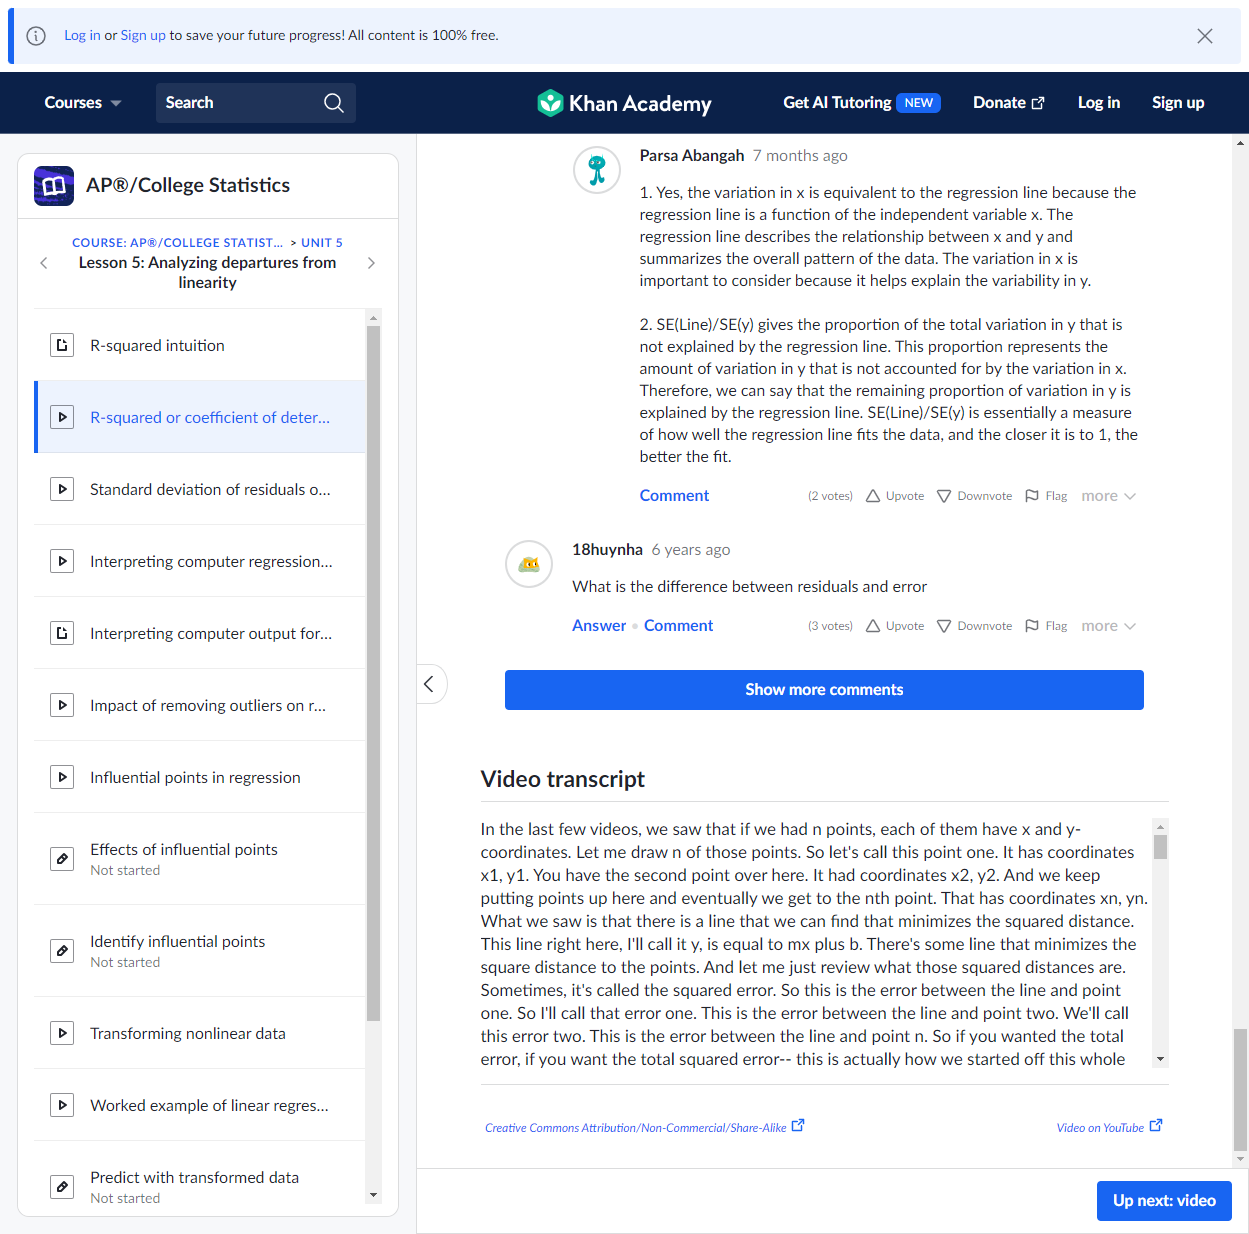 Log in or Sign up to save your future progress! All content is 100% free.
Courses
Search
Khan Academy
Get AI Tutoring NEW
Donate
Log in
Sign up
AP®/College Statistics
COURSE: AP®/COLLEGE STATIST... > UNIT 5
Lesson 5: Analyzing departures from
linearity
R-squared intuition
R-squared or coefficient of deter...
Standard deviation of residuals o...
Interpreting computer regression...
Interpreting computer output for...
Impact of removing outliers on r...
Influential points in regression
Effects of influential points
Not started
Identify influential points
Not started
Transforming nonlinear data
Worked example of linear regres...
Predict with transformed data
Not started
Parsa Abangah 7 months ago
1. Yes, the variation in x is equivalent to the regression line because the
regression line is a function of the independent variable x. The
regression line describes the relationship between x and y and
summarizes the overall pattern of the data. The variation in x is
important to consider because it helps explain the variability in y.
2. SE(Line)/SE(y) gives the proportion of the total variation in y that is
not explained by the regression line. This proportion represents the
amount of variation in y that is not accounted for by the variation in x.
Therefore, we can say that the remaining proportion of variation in y is
explained by the regression line. SE(Line)/SE(y) is essentially a measure
of how well the regression line fits the data, and the closer it is to 1, the
better the fit.
Comment (2 votes) Upvote Downvote Flag more
18huynha 6 years ago
What is the difference between residuals and error
Answer • Comment (3 votes) Upvote Downvote Flag more
Show more comments
Video transcript
In the last few videos, we saw that if we had n points, each of them have x and y-
coordinates. Let me draw n of those points. So let's call this point one. It has coordinates
x1, y1. You have the second point over here. It had coordinates x2, y2. And we keep
putting points up here and eventually we get to the nth point. That has coordinates xn, yn.
What we saw is that there is a line that we can find that minimizes the squared distance.
This line right here, I'll call it y, is equal to mx plus b. There's some line that minimizes the
square distance to the points. And let me just review what those squared distances are.
Sometimes, it's called the squared error. So this is the error between the line and point
one. So I'll call that error one. This is the error between the line and point two. We'll call
this error two. This is the error between the line and point n. So if you wanted the total
error, if you want the total squared error-- this is actually how we started off this whole
Creative Commons Attribution/Non-Commercial/Share-Alike
Video on YouTube
Up next: video